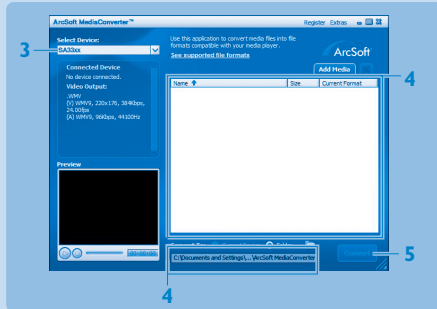 ArcSoft MediaConverter™
Register Extras
Select Device:
SA33xx
Use this application to convert media files into file
formats compatible with your media player.
See supported file formats
ArcSoft
Add Media
3
Connected Device
No device connected.
Video Output:
.WMV
(V) WMV9, 220x176, 384kbps,
24.00fps
(A) WMV9, 96kbps, 44100Hz
Name Size Current Format
4
Preview
00:00:00
C:\Documents and Settings\,...\ArcSoft MediaConverter
5
4